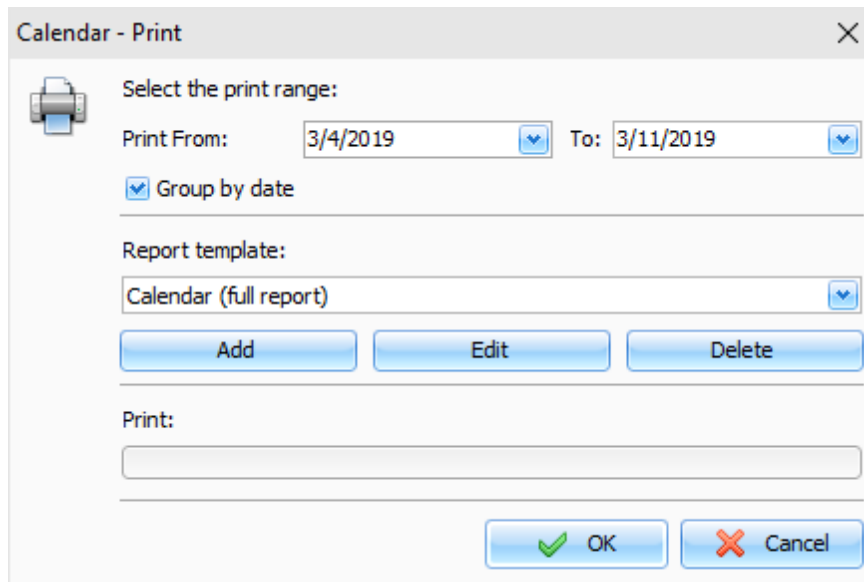 Calendar - Print
Select the print range:
Print From: 3/4/2019 To: 3/11/2019
Group by date
Report template:
Calendar (full report)
Add Edit Delete
Print:
OK Cancel